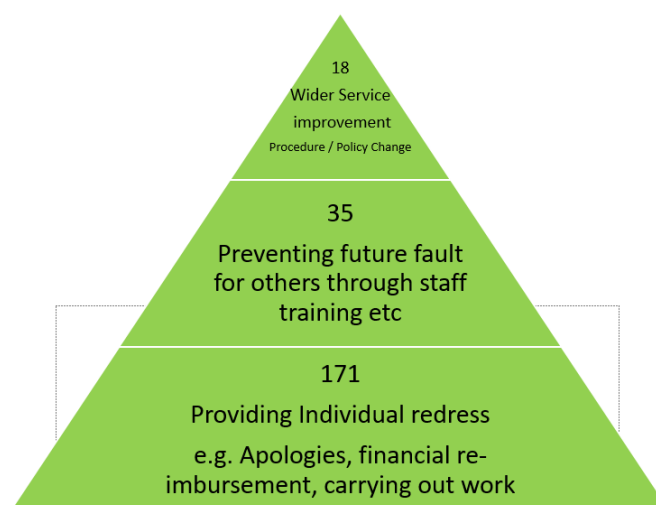 18
Wider Service
improvement
Procedure / Policy Change
35
Preventing future fault
for others through staff
training etc
171
Providing Individual redress
e.g. Apologies, financial re-
imbursement, carrying out work